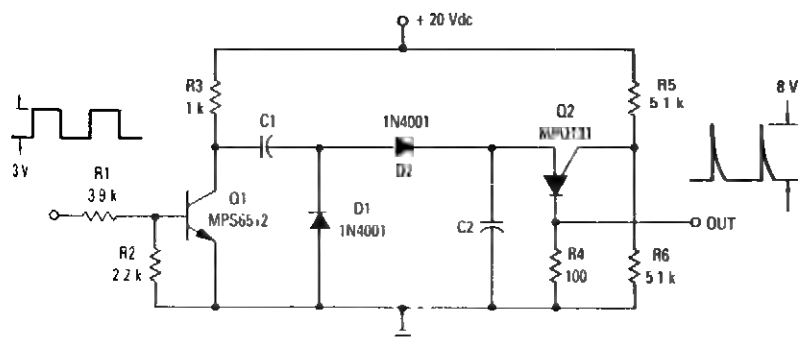 + 20 Vdc
R3
1 k
R5
5.1 k
8 V
C1
1N4001
Q2
3 V
R1
3.9 k
Q1
D1
1N4001
C2
OUT
R2
2.2 k
R4
100
R6
5.1 k